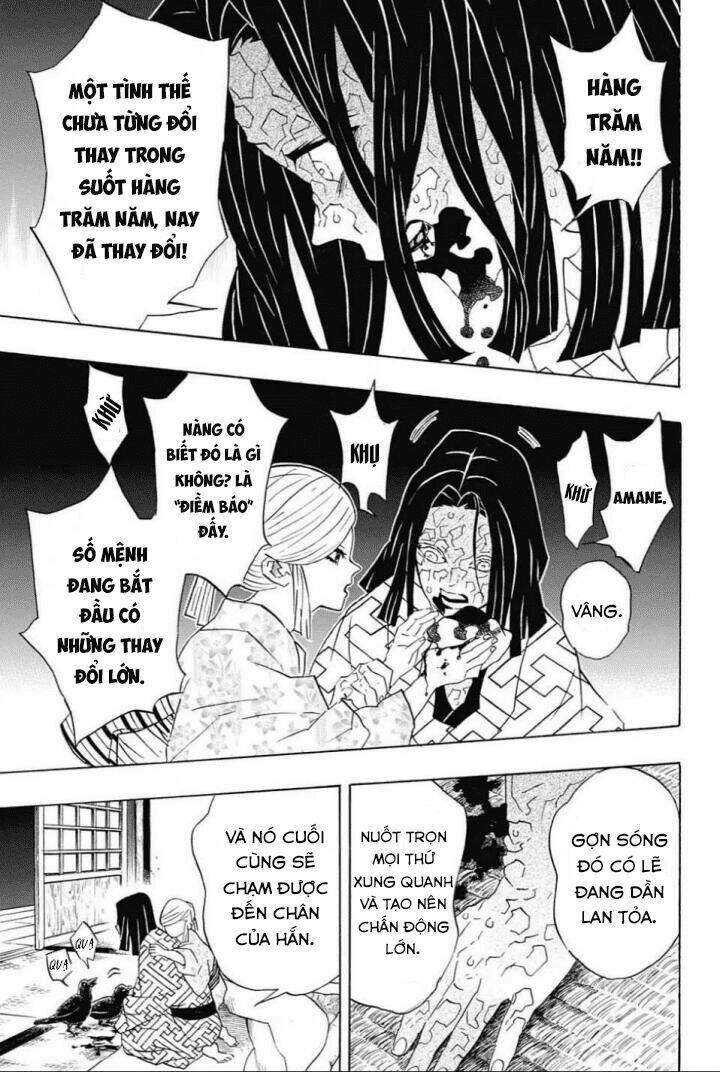 HÀNG
TRĂM
NĂM!!
MỘT TÌNH THẾ
CHƯA TỪNG ĐỔI
THAY TRONG
SUỐT HÀNG
TRĂM NĂM, NAY
ĐÃ THAY ĐỔI!
AMANE.
KHỪ
VÂNG.
KHỤ
NÀNG CÓ
BIẾT ĐÓ LÀ GÌ
KHÔNG? LÀ
“ĐIỀM BÁO”
ĐẤY.
KHỪ
SỐ MỆNH
ĐANG BẮT
ĐẦU CÓ
NHỮNG THAY
ĐỔI LỚN.
GỢN SÓNG
ĐÓ CÓ LẼ
ĐANG DẦN
LAN TỎA.
NUỐT TRỌN
MỌI THỨ
XUNG QUANH
VÀ TẠO NÊN
CHẤN ĐỘNG
LỚN.
VÀ NÓ CUỐI
CÙNG SẼ
CHẠM ĐƯỢC
ĐẾN CHÂN
CỦA HẮN.
QUA
QUA